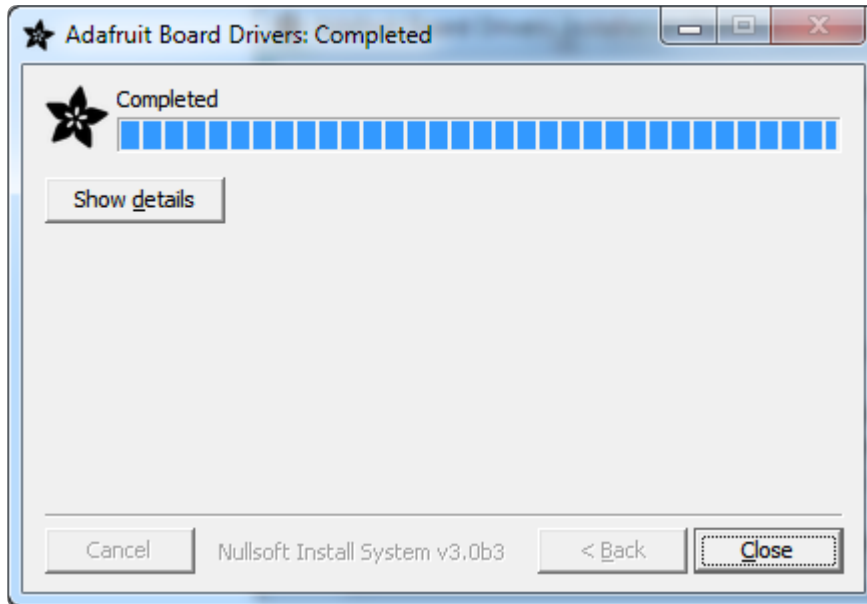 Adafruit Board Drivers: Completed
Completed
Show details
Cancel
Nullsoft Install System v3.0b3
< Back
Close